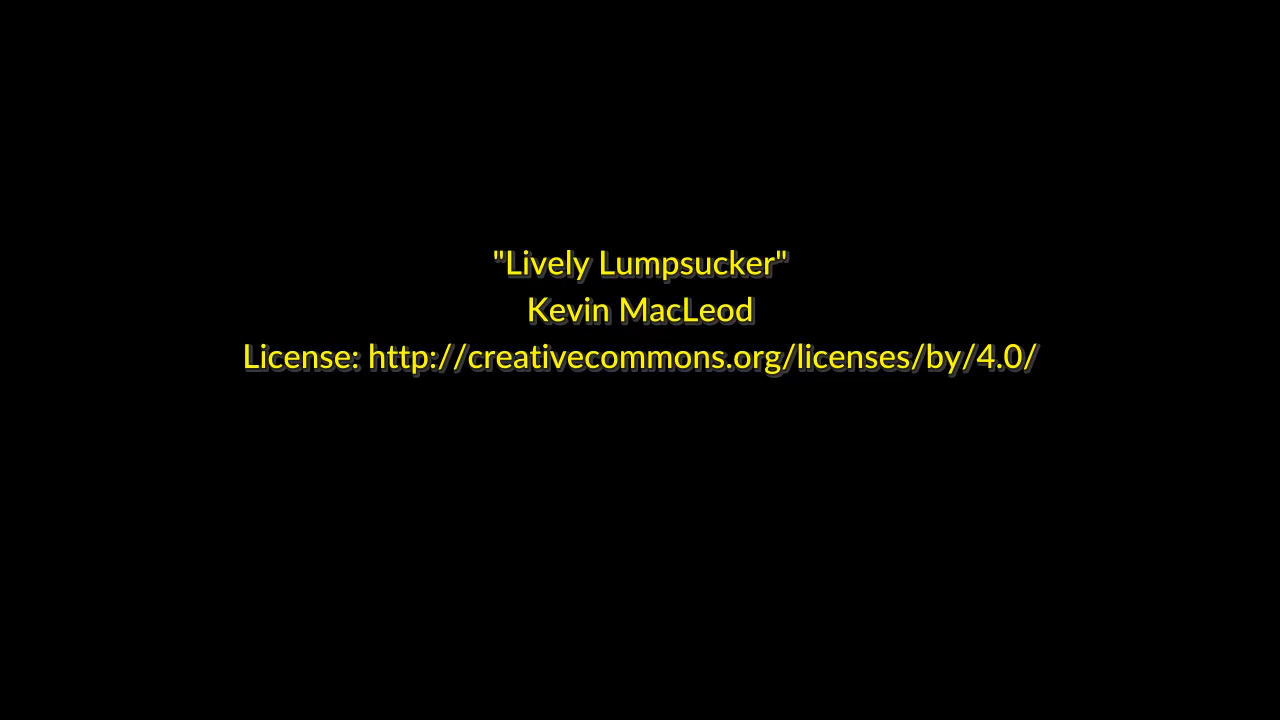 "Lively Lumpsucker"
Kevin MacLeod
License: http://creativecommons.org/licenses/by/4.0/